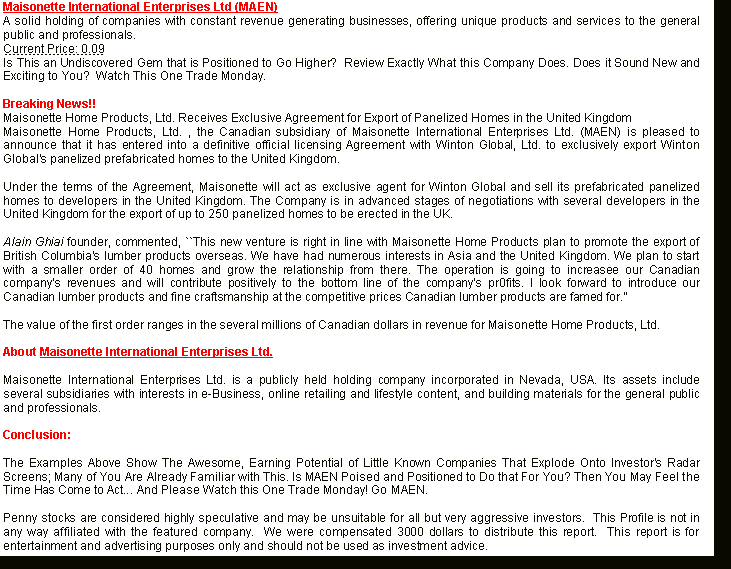 Maisonette International Enterprises Ltd (MAEN)
A solid holding of companies with constant revenue generating businesses, offering unique products and services to the general
public and professionals.
Current Price: 0.09
Is This an Undiscovered Gem that is Positioned to Go Higher?  Review Exactly What this Company Does. Does it Sound New and
Exciting to You?  Watch This One Trade Monday.
Breaking News!!
Maisonette Home Products, Ltd. Receives Exclusive Agreement for Export of Panelized Homes in the United Kingdom
Maisonette Home Products, Ltd. , the Canadian subsidiary of Maisonette International Enterprises Ltd. (MAEN) is pleased to
announce that it has entered into a definitive official licensing Agreement with Winton Global, Ltd. to exclusively export Winton
Global's panelized prefabricated homes to the United Kingdom.
Under the terms of the Agreement, Maisonette will act as exclusive agent for Winton Global and sell its prefabricated panelized
homes to developers in the United Kingdom. The Company is in advanced stages of negotiations with several developers in the
United Kingdom for the export of up to 250 panelized homes to be erected in the UK.
Alain Ghiai founder, commented, ``This new venture is right in line with Maisonette Home Products plan to promote the export of
British Columbia's lumber products overseas. We have had numerous interests in Asia and the United Kingdom. We plan to start
with a smaller order of 40 homes and grow the relationship from there. The operation is going to increasee our Canadian
company's revenues and will contribute positively to the bottom line of the company's pr0fits. I look forward to introduce our
Canadian lumber products and fine craftsmanship at the competitive prices Canadian lumber products are famed for.''
The value of the first order ranges in the several millions of Canadian dollars in revenue for Maisonette Home Products, Ltd.
About Maisonette International Enterprises Ltd.
Maisonette International Enterprises Ltd. is a publicly held holding company incorporated in Nevada, USA. Its assets include
several subsidiaries with interests in e-Business, online retailing and lifestyle content, and building materials for the general public
and professionals.
Conclusion:
The Examples Above Show The Awesome, Earning Potential of Little Known Companies That Explode Onto Investor's Radar
Screens; Many of You Are Already Familiar with This. Is MAEN Poised and Positioned to Do that For You? Then You May Feel the
Time Has Come to Act... And Please Watch this One Trade Monday! Go MAEN.
Penny stocks are considered highly speculative and may be unsuitable for all but very aggressive investors.  This Profile is not in
any way affiliated with the featured company.  We were compensated 3000 dollars to distribute this report.  This report is for
entertainment and advertising purposes only and should not be used as investment advice.